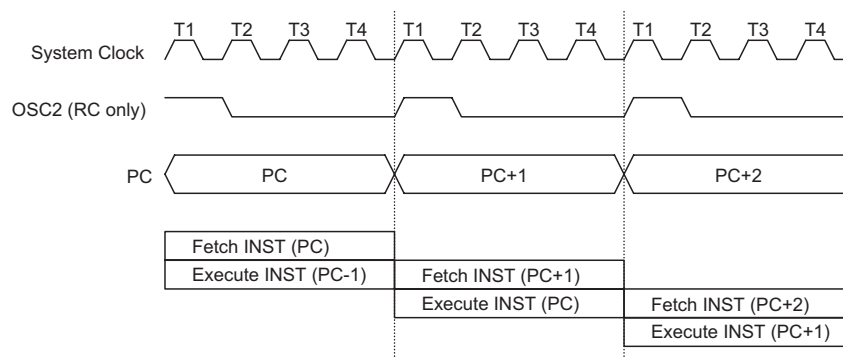 T1 T2 T3 T4 T1 T2 T3 T4 T1 T2 T3 T4
System Clock
OSC2 (RC only)
PC PC PC+1 PC+2
Fetch INST (PC)
Execute INST (PC-1) Fetch INST (PC+1)
Execute INST (PC) Fetch INST (PC+2)
Execute INST (PC+1)